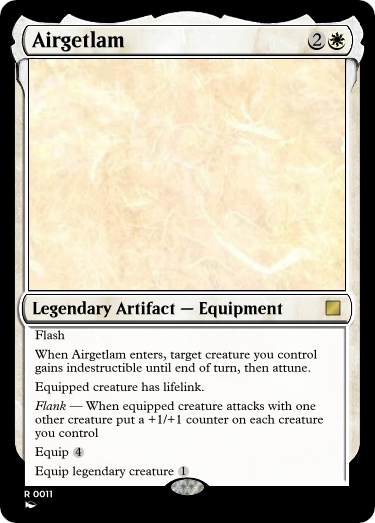 Airgetlam 2
Legendary Artifact — Equipment
Flash
When Airgetlam enters, target creature you control
gains indestructible until end of turn, then attune.
Equipped creature has lifelink.
Flank — When equipped creature attacks with one
other creature put a +1/+1 counter on each creature
you control
Equip 4
Equip legendary creature 1
R 0011